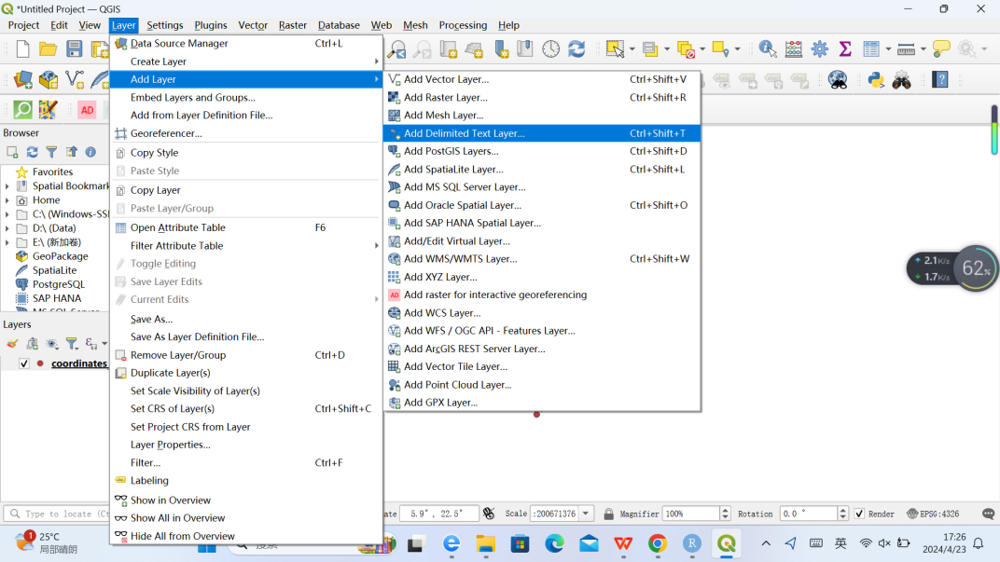 *Untitled Project — QGIS
Project Edit View Layer Settings Plugins Vector Raster Database Web Mesh Processing Help
Data Source Manager Ctrl+L
Create Layer
Add Layer
Embed Layers and Groups...
Add from Layer Definition File...
Georeferencer...
Copy Style
Paste Style
Copy Layer
Paste Layer/Group
Open Attribute Table F6
Filter Attribute Table
Toggle Editing
Save Layer Edits
Current Edits
Save As...
Save As Layer Definition File...
Remove Layer/Group Ctrl+D
Duplicate Layer(s)
Set Scale Visibility of Layer(s)
Set CRS of Layer(s) Ctrl+Shift+C
Set Project CRS from Layer
Layer Properties...
Filter... Ctrl+F
Labeling
Show in Overview
Show All in Overview
Hide All from Overview
Add Vector Layer... Ctrl+Shift+V
Add Raster Layer... Ctrl+Shift+R
Add Mesh Layer...
Add Delimited Text Layer... Ctrl+Shift+T
Add PostGIS Layers... Ctrl+Shift+D
Add SpatiaLite Layer... Ctrl+Shift+L
Add MS SQL Server Layer...
Add Oracle Spatial Layer... Ctrl+Shift+O
Add SAP HANA Spatial Layer...
Add/Edit Virtual Layer...
Add WMS/WMTS Layer... Ctrl+Shift+W
Add XYZ Layer...
AD Add raster for interactive georeferencing
Add WCS Layer...
Add WFS / OGC API - Features Layer...
Add ArcGIS REST Server Layer...
Add Vector Tile Layer...
Add Point Cloud Layer...
Add GPX Layer...
AD
Browser
Favorites
Spatial Bookmark
Home
C:\ (Windows-SSI
D:\ (Data)
E:\ (新加卷)
GeoPackage
SpatiaLite
PostgreSQL
SAP HANA
MS SQL Server
Layers
coordinates
2.1K/s
1.7K/s
62%
Type to locate (Ct
ate 5.9°, 22.5° Scale :200671376 Magnifier 100% Rotation 0.0 ° Render EPSG:4326
1
25°C
局部晴朗
搜索
W
R
英
17:26
2024/4/23